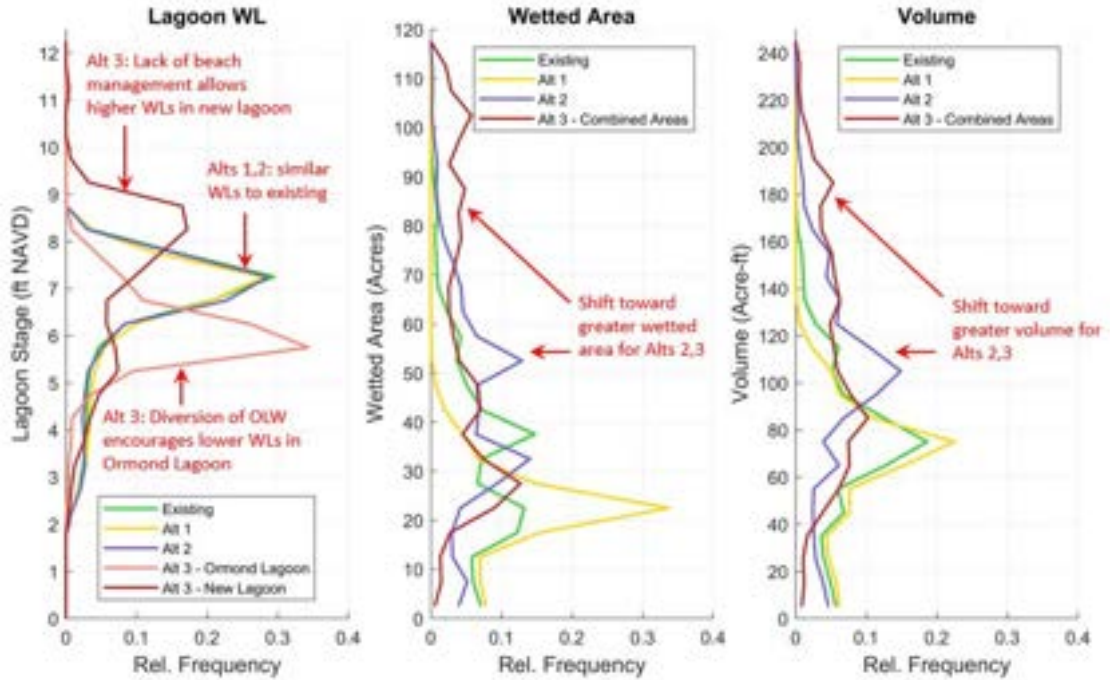 Lagoon WL
Wetted Area
Volume
Lagoon Stage (ft NAVD)
12
11
10
9
8
7
6
5
4
3
2
1
0
Alt 3: Lack of beach
management allows
higher WLs in new lagoon
Alts 1,2: similar
WLs to existing
Alt 3: Diversion of OLW
encourages lower WLs in
Ormond Lagoon
Existing
Alt 1
Alt 2
Alt 3 - Ormond Lagoon
Alt 3 - New Lagoon
0 0.1 0.2 0.3 0.4
Rel. Frequency
Wetted Area (Acres)
120
110
100
90
80
70
60
50
40
30
20
10
0
Existing
Alt 1
Alt 2
Alt 3 - Combined Areas
Shift toward
greater wetted
area for Alts 2,3
0 0.1 0.2 0.3 0.4
Rel. Frequency
Volume (Acre-ft)
240
220
200
180
160
140
120
100
80
60
40
20
0
Existing
Alt 1
Alt 2
Alt 3 - Combined Areas
Shift toward
greater volume for
Alts 2,3
0 0.1 0.2 0.3 0.4
Rel. Frequency